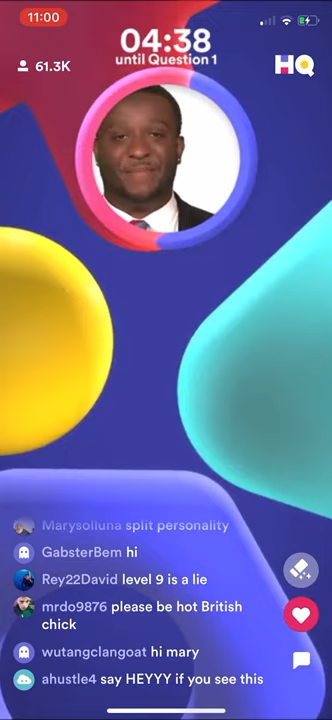 11:00
04:38
until Question 1
61.3K
HQ
Marysolluna split personality
GabsterBem hi
Rey22David level 9 is a lie
mrdo9876 please be hot British
chick
wutangclangoat hi mary
ahustle4 say HEYYY if you see this